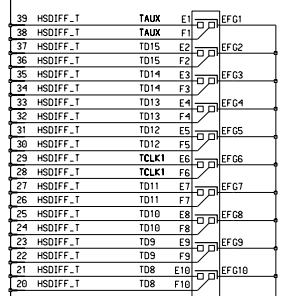 39 HSDIFF_T TAUX E1 EFG1
38 HSDIFF_T TAUX F1
37 HSDIFF_T TD15 E2 EFG2
36 HSDIFF_T TD15 F2
35 HSDIFF_T TD14 E3 EFG3
34 HSDIFF_T TD14 F3
33 HSDIFF_T TD13 E4 EFG4
32 HSDIFF_T TD13 F4
31 HSDIFF_T TD12 E5 EFG5
30 HSDIFF_T TD12 F5
29 HSDIFF_T TCLK1 E6 EFG6
28 HSDIFF_T TCLK1 F6
27 HSDIFF_T TD11 E7 EFG7
26 HSDIFF_T TD11 F7
25 HSDIFF_T TD10 E8 EFG8
24 HSDIFF_T TD10 F8
23 HSDIFF_T TD9 E9 EFG9
22 HSDIFF_T TD9 F9
21 HSDIFF_T TD8 E10 EFG10
20 HSDIFF_T TD8 F10